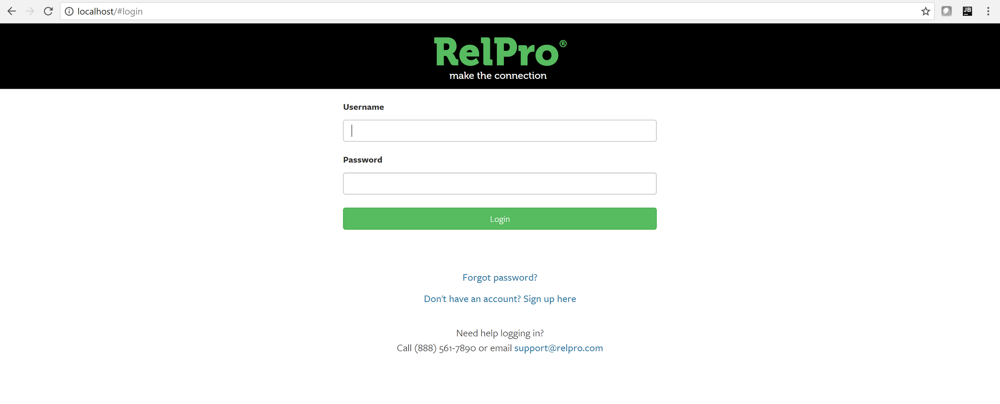 localhost/#login
JB
RelPro®
make the connection
Username
Password
Login
Forgot password?
Don't have an account? Sign up here
Need help logging in?
Call (888) 561-7890 or email support@relpro.com